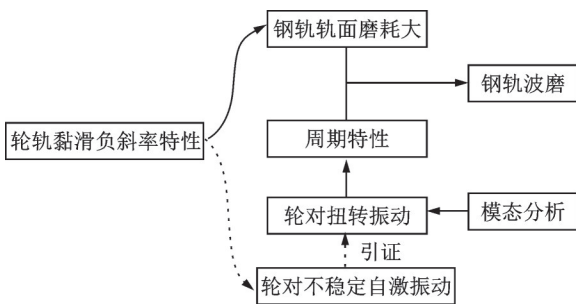 钢轨轨面磨耗大
钢轨波磨
轮轨黏滑负斜率特性
周期特性
轮对扭转振动
模态分析
引证
轮对不稳定自激振动